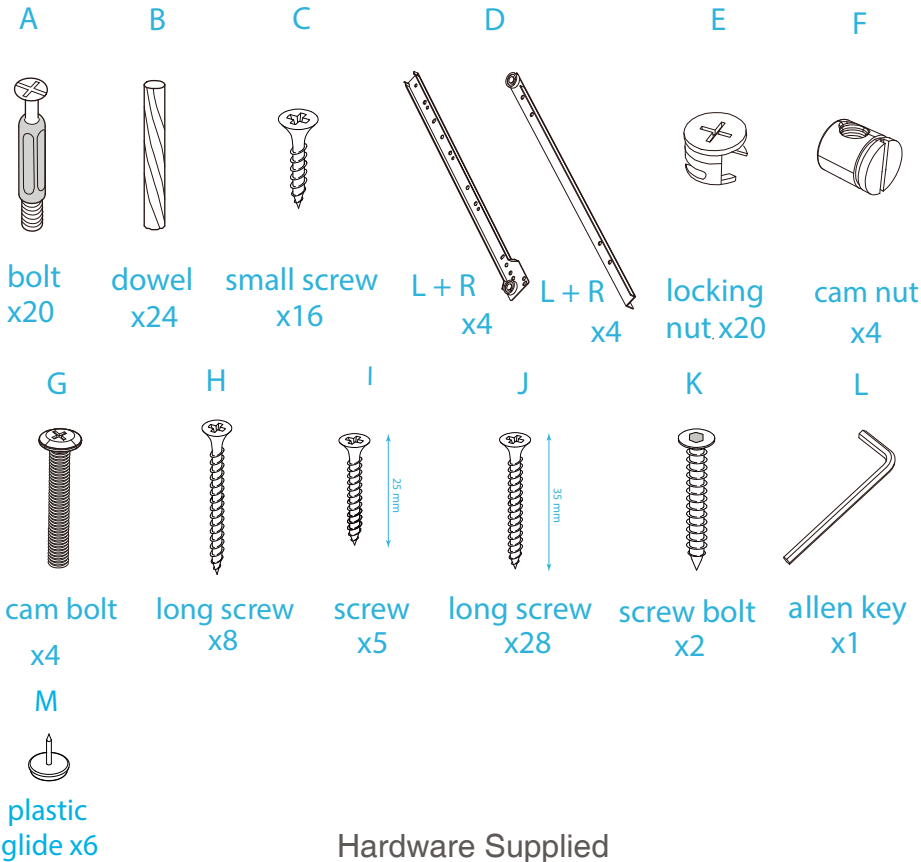 A B C D E F
bolt
x20
dowel
x24
small screw
x16
L + R
x4
L + R
x4
locking
nut x20
cam nut
x4
G H I J K L
25 mm
35 mm
cam bolt
x4
long screw
x8
screw
x5
long screw
x28
screw bolt
x2
allen key
x1
M
plastic
glide x6
Hardware Supplied